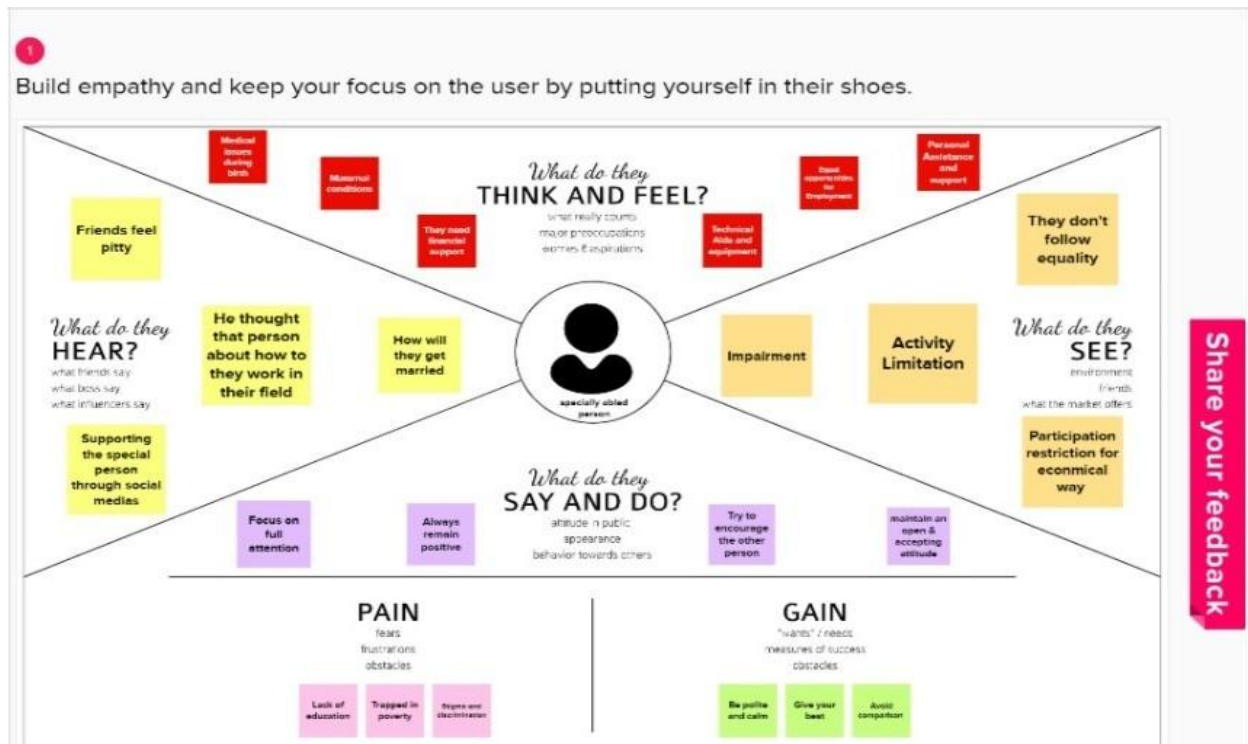 1
Build empathy and keep your focus on the user by putting yourself in their shoes.
What do they
THINK AND FEEL?
what really counts
major preoccupations
worries & aspirations
Medical
issues
during
birth
Maternal
conditions
They need
financial
support
Technical
Aids and
equipment
Equal
opportunities
for
Employment
Personal
Assistance
and
support
What do they
HEAR?
what friends say
what boss say
what influencers say
Friends feel
pitty
He thought
that person
about how to
they work in
their field
How will
they get
married
Supporting
the special
person
through social
medias
specially abled
person
What do they
SEE?
environment
friends
what the market offers
They don't
follow
equality
Impairment
Activity
Limitation
Participation
restriction for
econmical
way
What do they
SAY AND DO?
attitude in public
appearance
behavior towards others
Focus on
full
attention
Always
remain
positive
Try to
encourage
the other
person
maintain an
open &
accepting
attitude
PAIN
fears
frustrations
obstacles
Lack of
education
Trapped in
poverty
Stigma and
discrimination
GAIN
"wants" / needs
measures of success
obstacles
Be polite
and calm
Give your
best
Avoid
comparison
Share your feedback